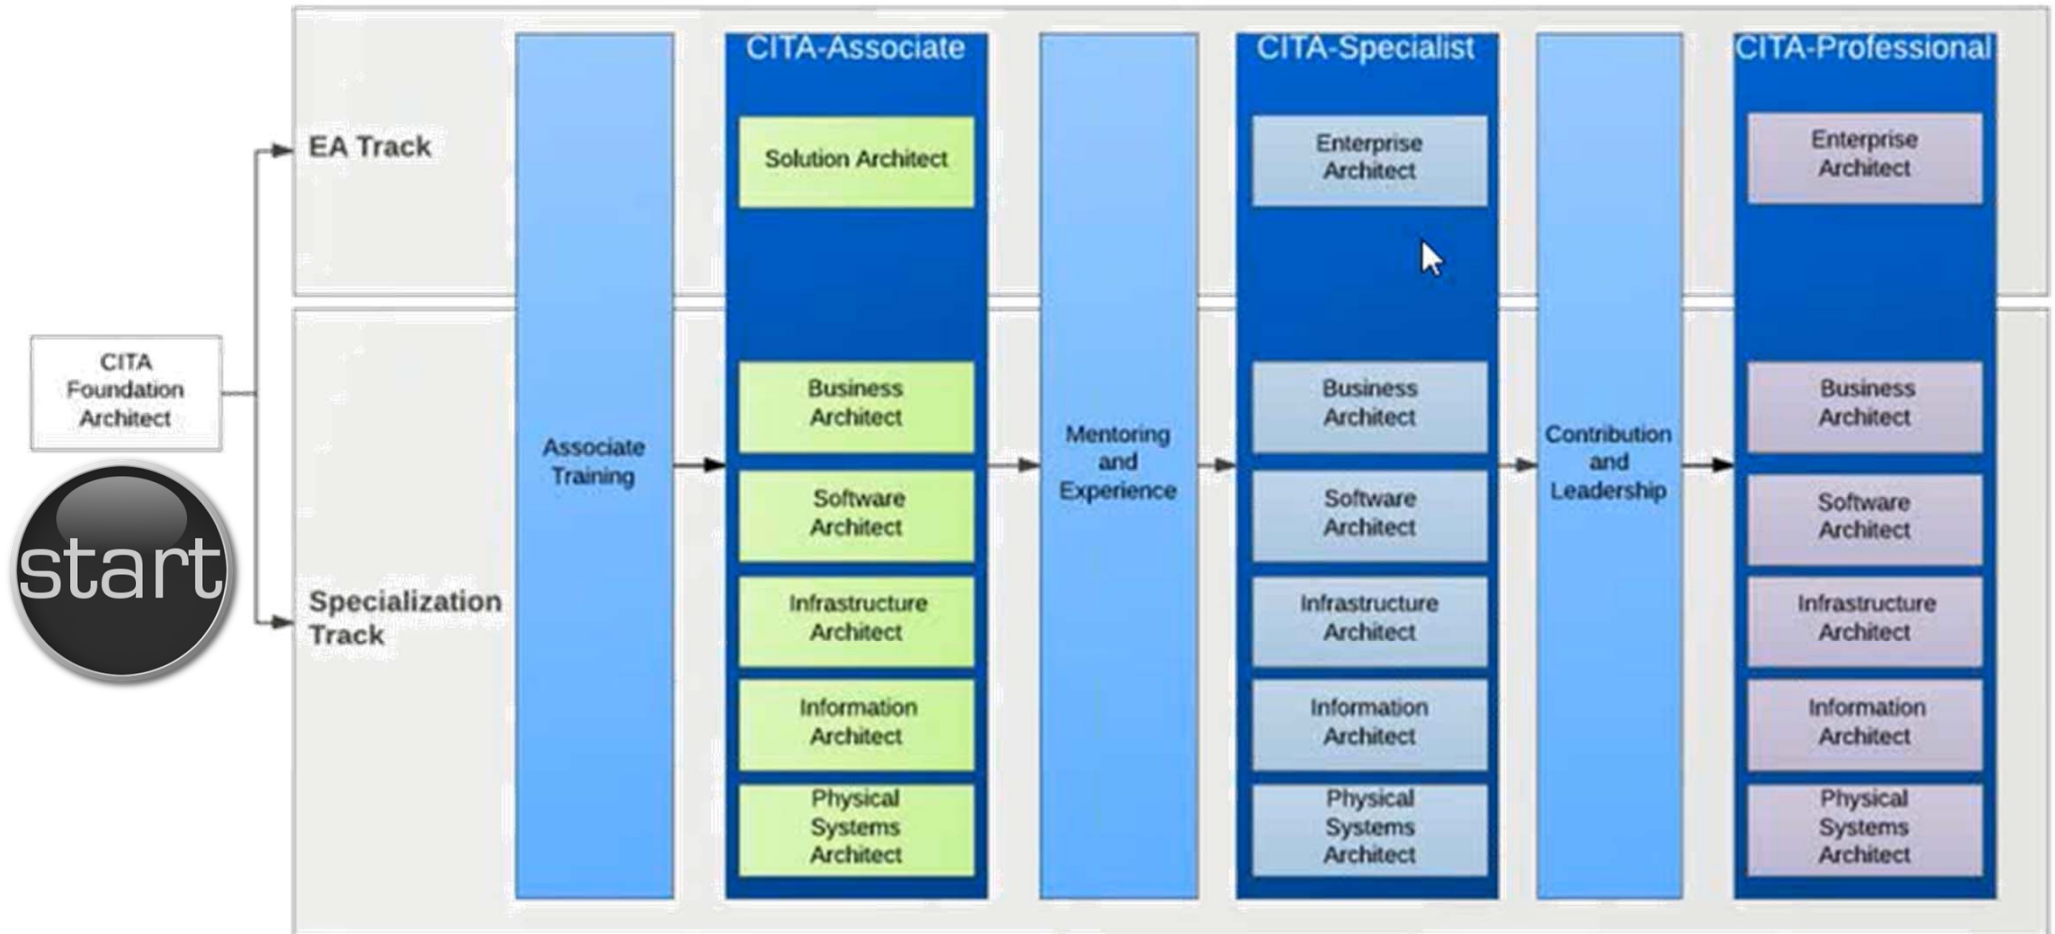 CITA-Associate
CITA-Specialist
CITA-Professional
EA Track
Solution Architect
Enterprise
Architect
Enterprise
Architect
CITA
Foundation
Architect
start
Specialization
Track
Associate
Training
Business
Architect
Software
Architect
Infrastructure
Architect
Information
Architect
Physical
Systems
Architect
Mentoring
and
Experience
Business
Architect
Software
Architect
Infrastructure
Architect
Information
Architect
Physical
Systems
Architect
Contribution
and
Leadership
Business
Architect
Software
Architect
Infrastructure
Architect
Information
Architect
Physical
Systems
Architect